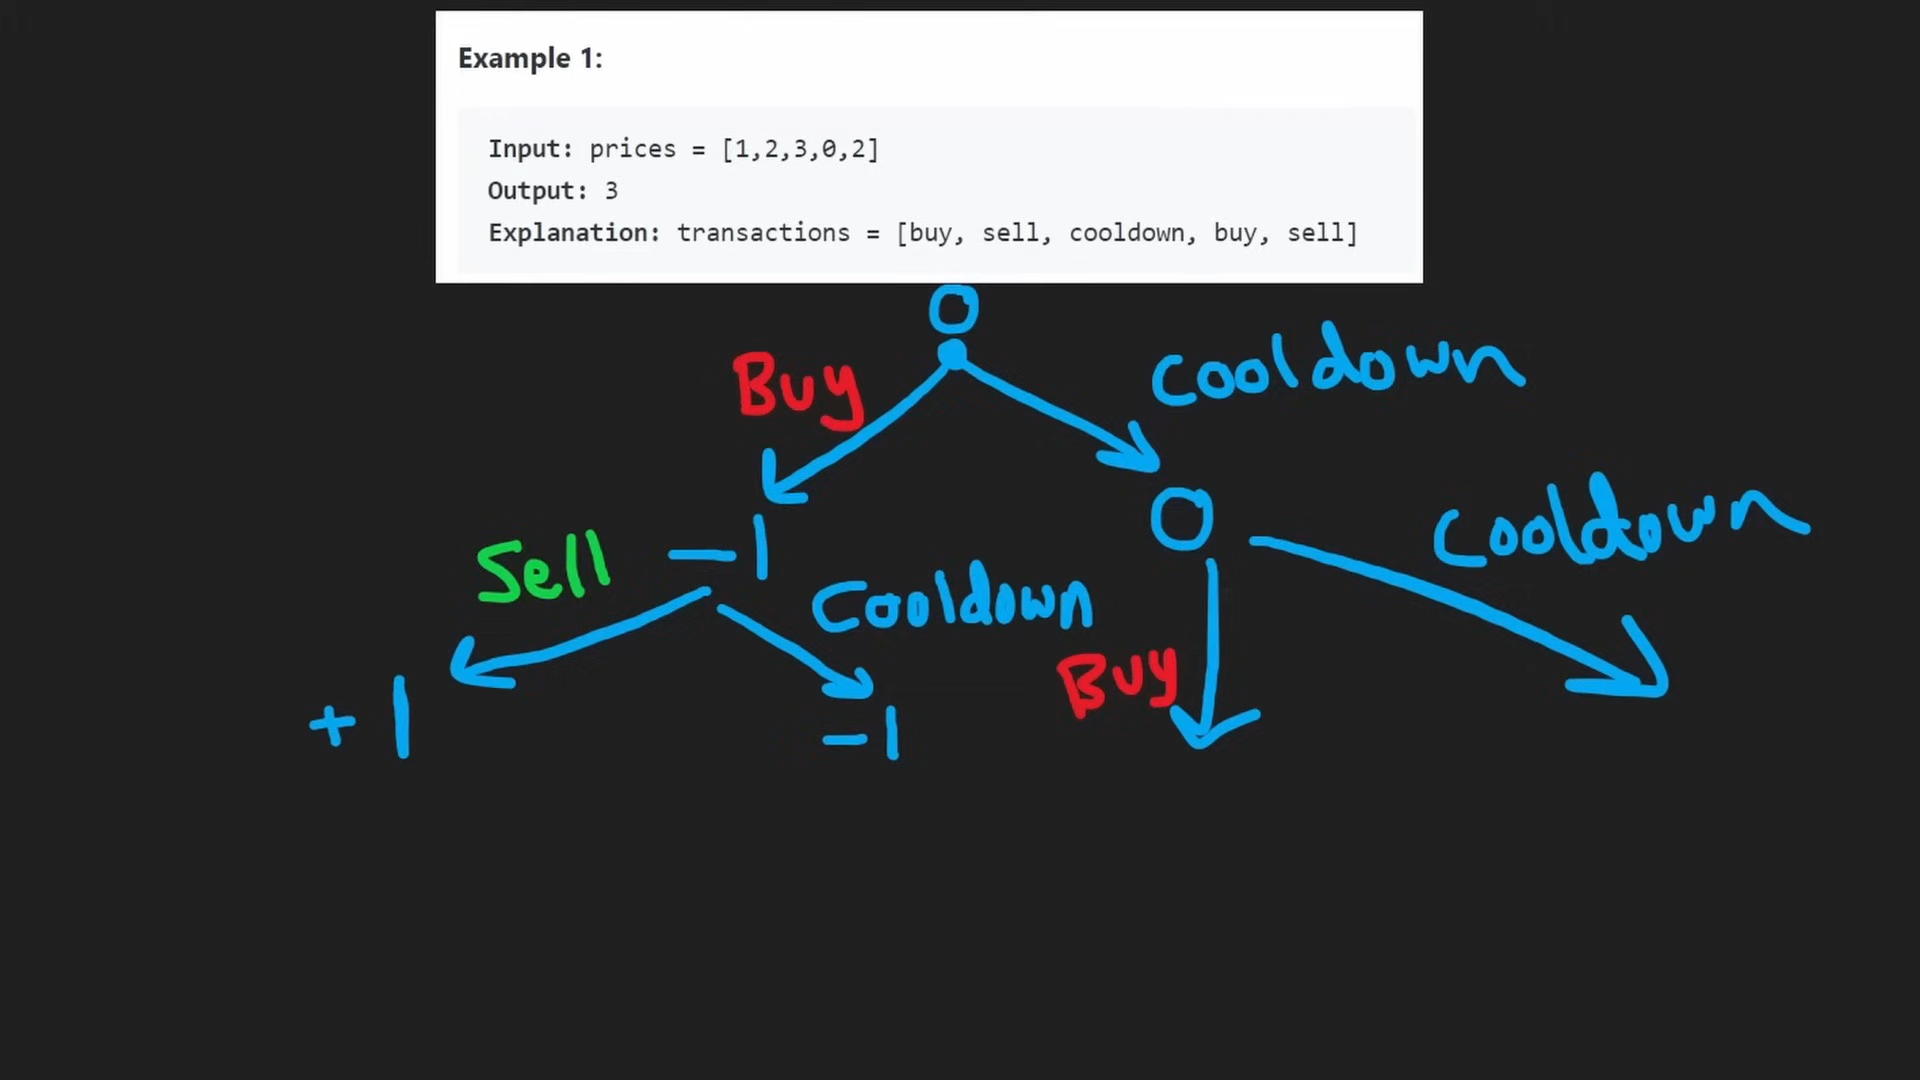 Example 1:
Input: prices = [1,2,3,0,2]
Output: 3
Explanation: transactions = [buy, sell, cooldown, buy, sell]
0
Buy
Cooldown
-1
0
Sell
Cooldown
Buy
Cooldown
+1
-1